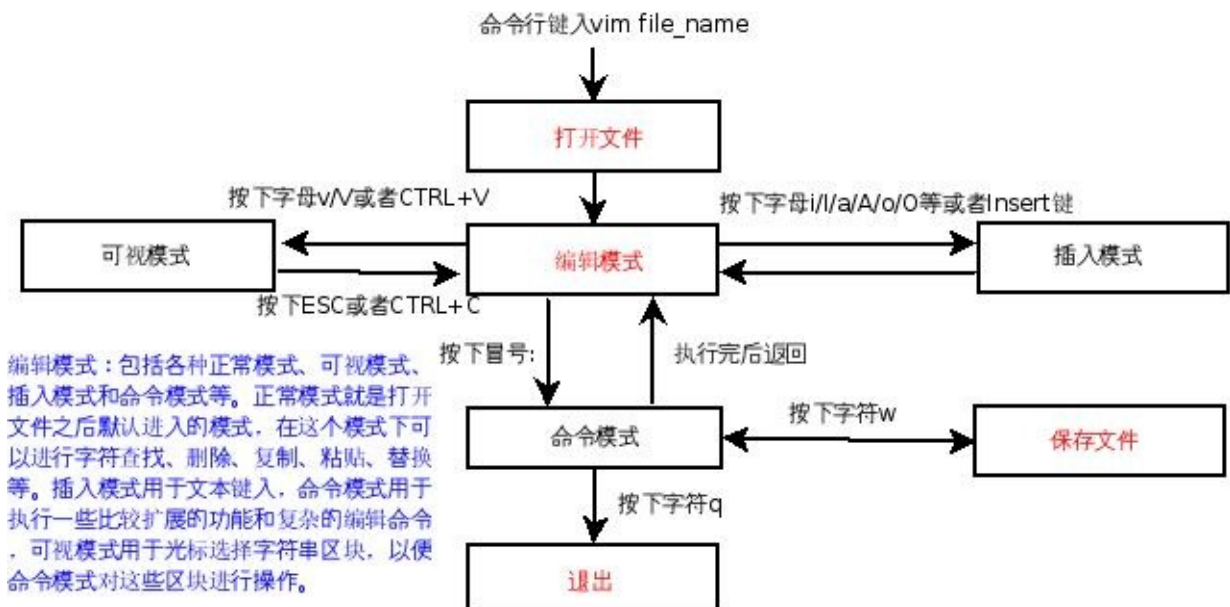 命令行键入vim file_name
打开文件
按下字母v/V或者CTRL+V
按下字母i/I/a/A/o/O等或者Insert键
可视模式
编辑模式
插入模式
按下ESC或者CTRL+C
按下冒号:
执行完后返回
编辑模式：包括各种正常模式、可视模式、
插入模式和命令模式等。正常模式就是打开
文件之后默认进入的模式．在这个模式下可
以进行字符查找、删除、复制、粘贴、替换
等。插入模式用于文本键入．命令模式用于
执行一些比较扩展的功能和复杂的编辑命令
．可视模式用于光标选择字符串区块．以便
命令模式对这些区块进行操作。
命令模式
按下字符w
保存文件
按下字符q
退出